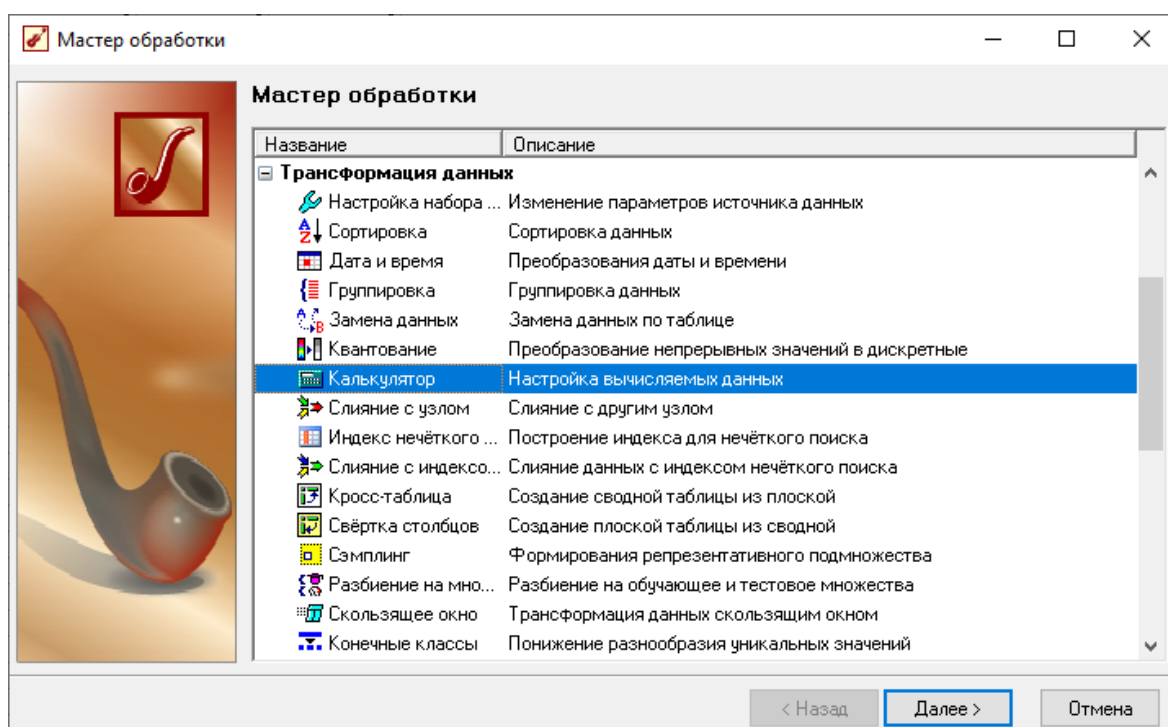 Мастер обработки
Мастер обработки
Название Описание
Трансформация данных
Настройка набора ... Изменение параметров источника данных
Сортировка Сортировка данных
Дата и время Преобразования даты и времени
Группировка Группировка данных
Замена данных Замена данных по таблице
Квантование Преобразование непрерывных значений в дискретные
Калькулятор Настройка вычисляемых данных
Слияние с узлом Слияние с другим узлом
Индекс нечёткого ... Построение индекса для нечёткого поиска
Слияние с индексо... Слияние данных с индексом нечёткого поиска
Кросс-таблица Создание сводной таблицы из плоской
Свёртка столбцов Создание плоской таблицы из сводной
Сэмплинг Формирования репрезентативного подмножества
Разбиение на мно... Разбиение на обучающее и тестовое множества
Скользящее окно Трансформация данных скользящим окном
Конечные классы Понижение разнообразия уникальных значений
< Назад Далее > Отмена